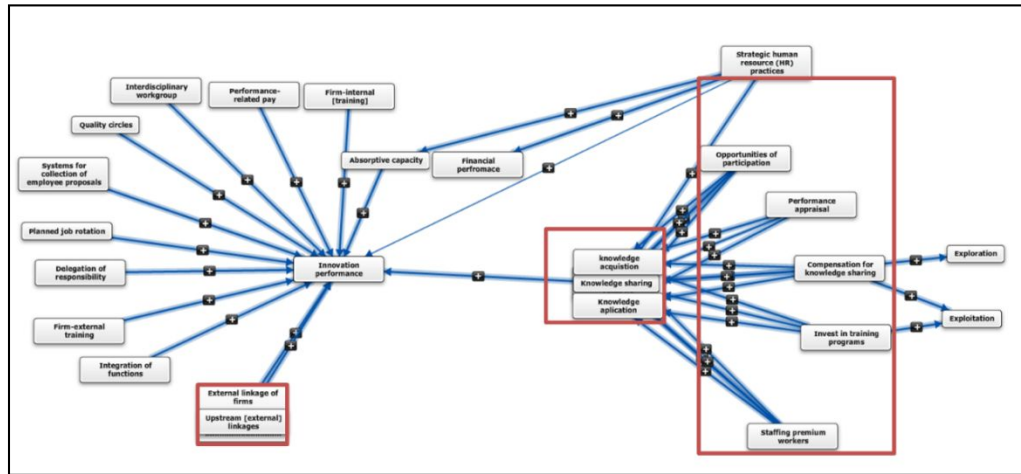 Strategic human
resource (HR)
practices
Interdisciplinary
workgroup
Performance-
related pay
Firm-internal
[training]
Quality circles
Absorptive capacity
Financial
perfromace
Opportunities of
participation
Systems for
collection of
employee proposals
Performance
appraisal
Planned job rotation
Delegation of
responsibility
Innovation
performance
knowledge
acquistion
Knowledge sharing
Knowledge
aplication
Compensation for
knowledge sharing
Exploration
Exploitation
Firm-external
training
Invest in training
programs
Integration of
functions
External linkage of
firms
Upstream [external]
linkages
Staffing premium
workers